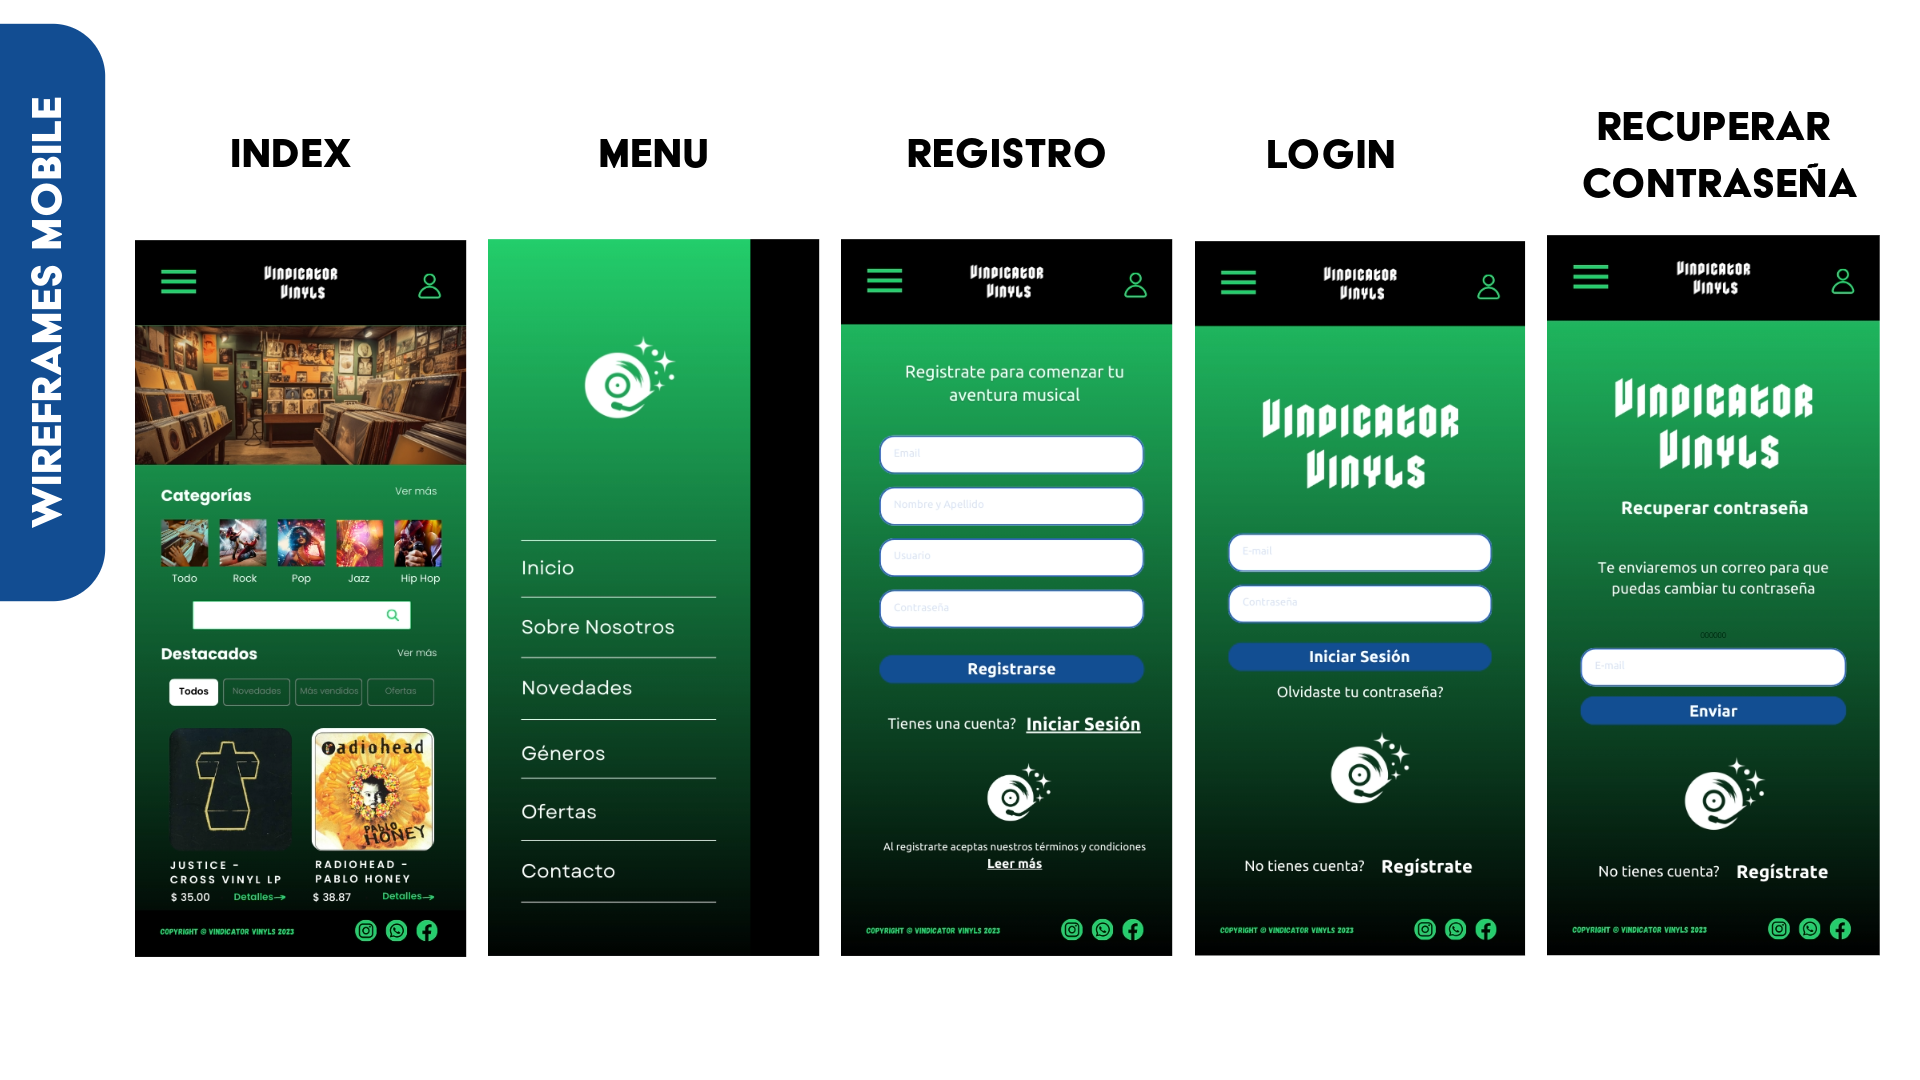 WIREFRAMES MOBILE
INDEX
VINDICATOR
VINYLS
Categorías
Ver más
Todo
Rock
Pop
Jazz
Hip Hop
Destacados
Ver más
Todos
Novedades
Más vendidos
Ofertas
radiohead
PABLO
HONEY
JUSTICE -
CROSS VINYL LP
$ 35.00
Detalles
RADIOHEAD -
PABLO HONEY
$ 38.87
Detalles
COPYRIGHT @ VINDICATOR VINYLS 2023
MENU
Inicio
Sobre Nosotros
Novedades
Géneros
Ofertas
Contacto
REGISTRO
VINDICATOR
VINYLS
Registrate para comenzar tu
aventura musical
Email
Nombre y Apellido
Usuario
Contraseña
Registrarse
Tienes una cuenta? Iniciar Sesión
Al registrarte aceptas nuestros términos y condiciones
Leer más
COPYRIGHT @ VINDICATOR VINYLS 2023
LOGIN
VINDICATOR
VINYLS
VINDICATOR
VINYLS
E-mail
Contraseña
Iniciar Sesión
Olvidaste tu contraseña?
No tienes cuenta? Regístrate
COPYRIGHT @ VINDICATOR VINYLS 2023
RECUPERAR
CONTRASEÑA
VINDICATOR
VINYLS
VINDICATOR
VINYLS
Recuperar contraseña
Te enviaremos un correo para que
puedas cambiar tu contraseña
000000
E-mail
Enviar
No tienes cuenta? Regístrate
COPYRIGHT @ VINDICATOR VINYLS 2023